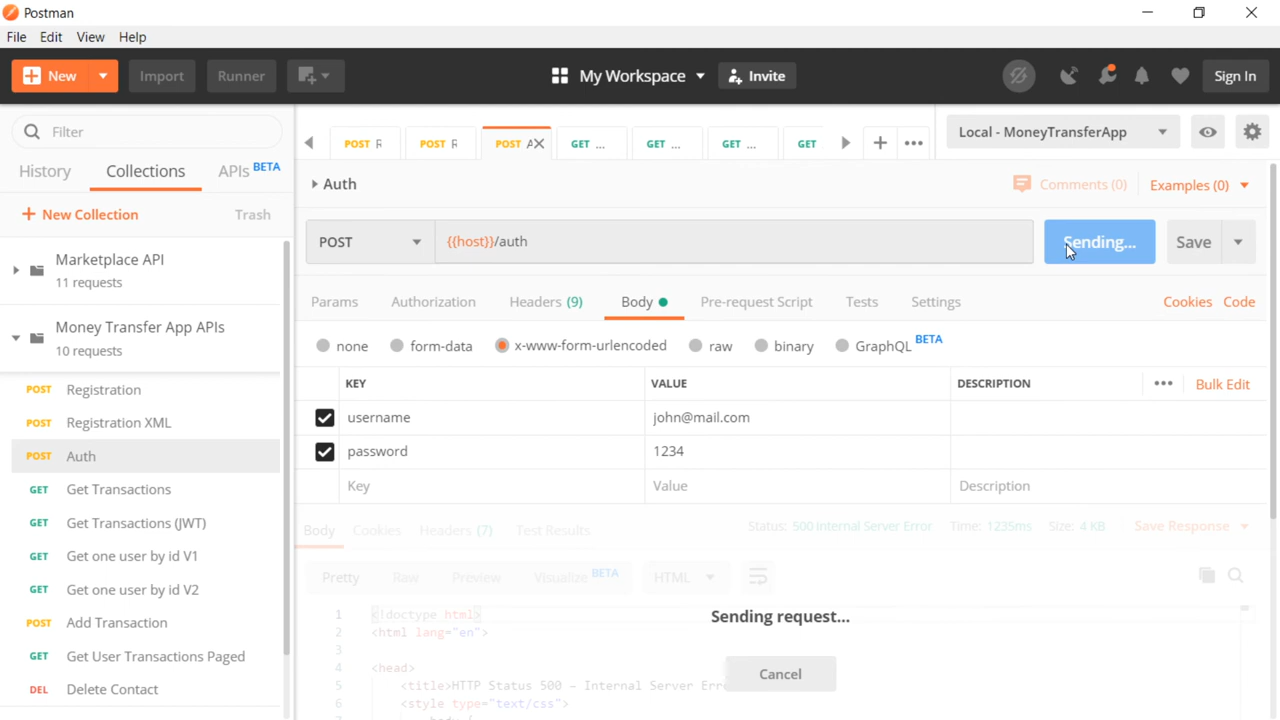 Postman
File Edit View Help
New Import Runner My Workspace Invite Sign In
Filter
History Collections APIs BETA
+ New Collection Trash
Marketplace API
11 requests
Money Transfer App APIs
10 requests
POST Registration
POST Registration XML
POST Auth
GET Get Transactions
GET Get Transactions (JWT)
GET Get one user by id V1
GET Get one user by id V2
POST Add Transaction
GET Get User Transactions Paged
DEL Delete Contact
POST POST POST GET ... GET ... GET ... GET + ••• Local - MoneyTransferApp
Auth Comments (0) Examples (0)
POST {{host}}/auth Sending... Save
Params Authorization Headers (9) Body Pre-request Script Tests Settings Cookies Code
none form-data x-www-form-urlencoded raw binary GraphQL BETA
KEY VALUE DESCRIPTION ••• Bulk Edit
username john@mail.com
password 1234
Key Value Description
Body Cookies Headers (7) Test Results Status: 500 Internal Server Error Time: 1235ms Size: 4 KB Save Response
Pretty Raw Preview Visualize BETA HTML
1 <!doctype html>
2 <html lang="en">
3
4 <head>
5 <title>HTTP Status 500 – Internal Server
6 <style type="text/css">
Sending request...
Cancel